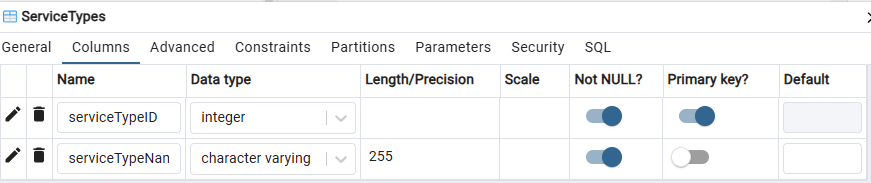 ServiceTypes
General Columns Advanced Constraints Partitions Parameters Security SQL
Name Data type Length/Precision Scale Not NULL? Primary key? Default
serviceTypeID integer
serviceTypeNan character varying 255